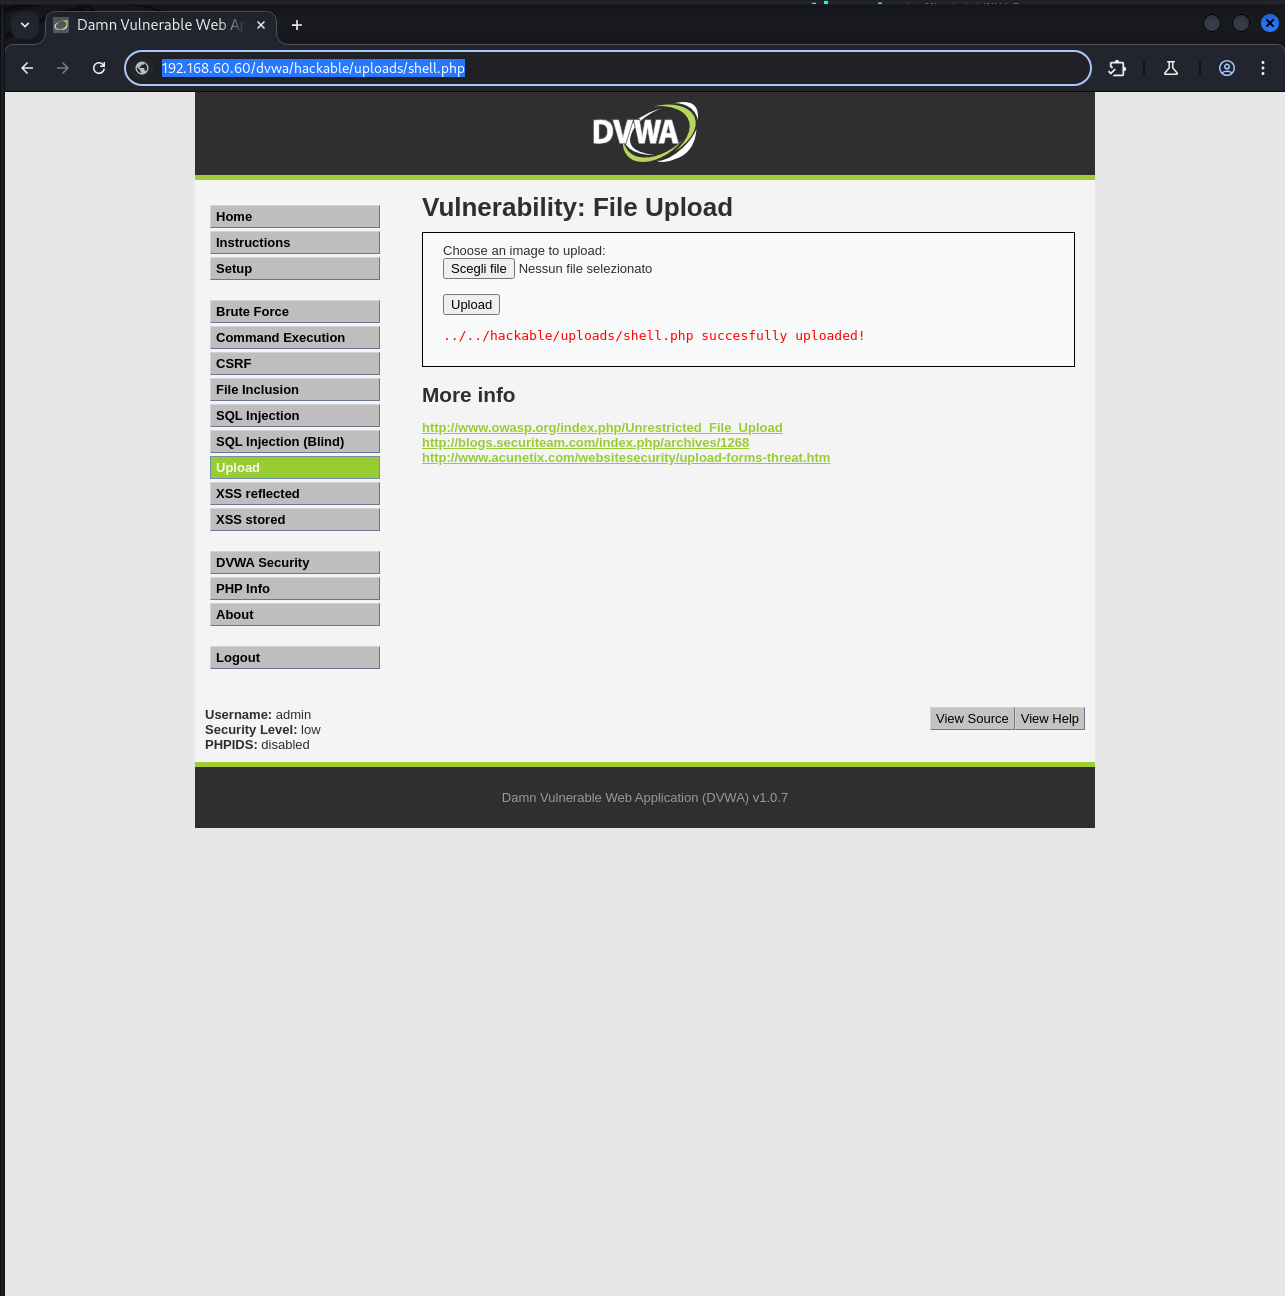 Damn Vulnerable Web Ap
192.168.60.60/dvwa/hackable/uploads/shell.php
DVWA
Home
Instructions
Setup
Brute Force
Command Execution
CSRF
File Inclusion
SQL Injection
SQL Injection (Blind)
Upload
XSS reflected
XSS stored
DVWA Security
PHP Info
About
Logout
Vulnerability: File Upload
Choose an image to upload:
Scegli file Nessun file selezionato
Upload
../../hackable/uploads/shell.php succesfully uploaded!
More info
http://www.owasp.org/index.php/Unrestricted_File_Upload
http://blogs.securiteam.com/index.php/archives/1268
http://www.acunetix.com/websitesecurity/upload-forms-threat.htm
Username: admin
Security Level: low
PHPIDS: disabled
View Source View Help
Damn Vulnerable Web Application (DVWA) v1.0.7